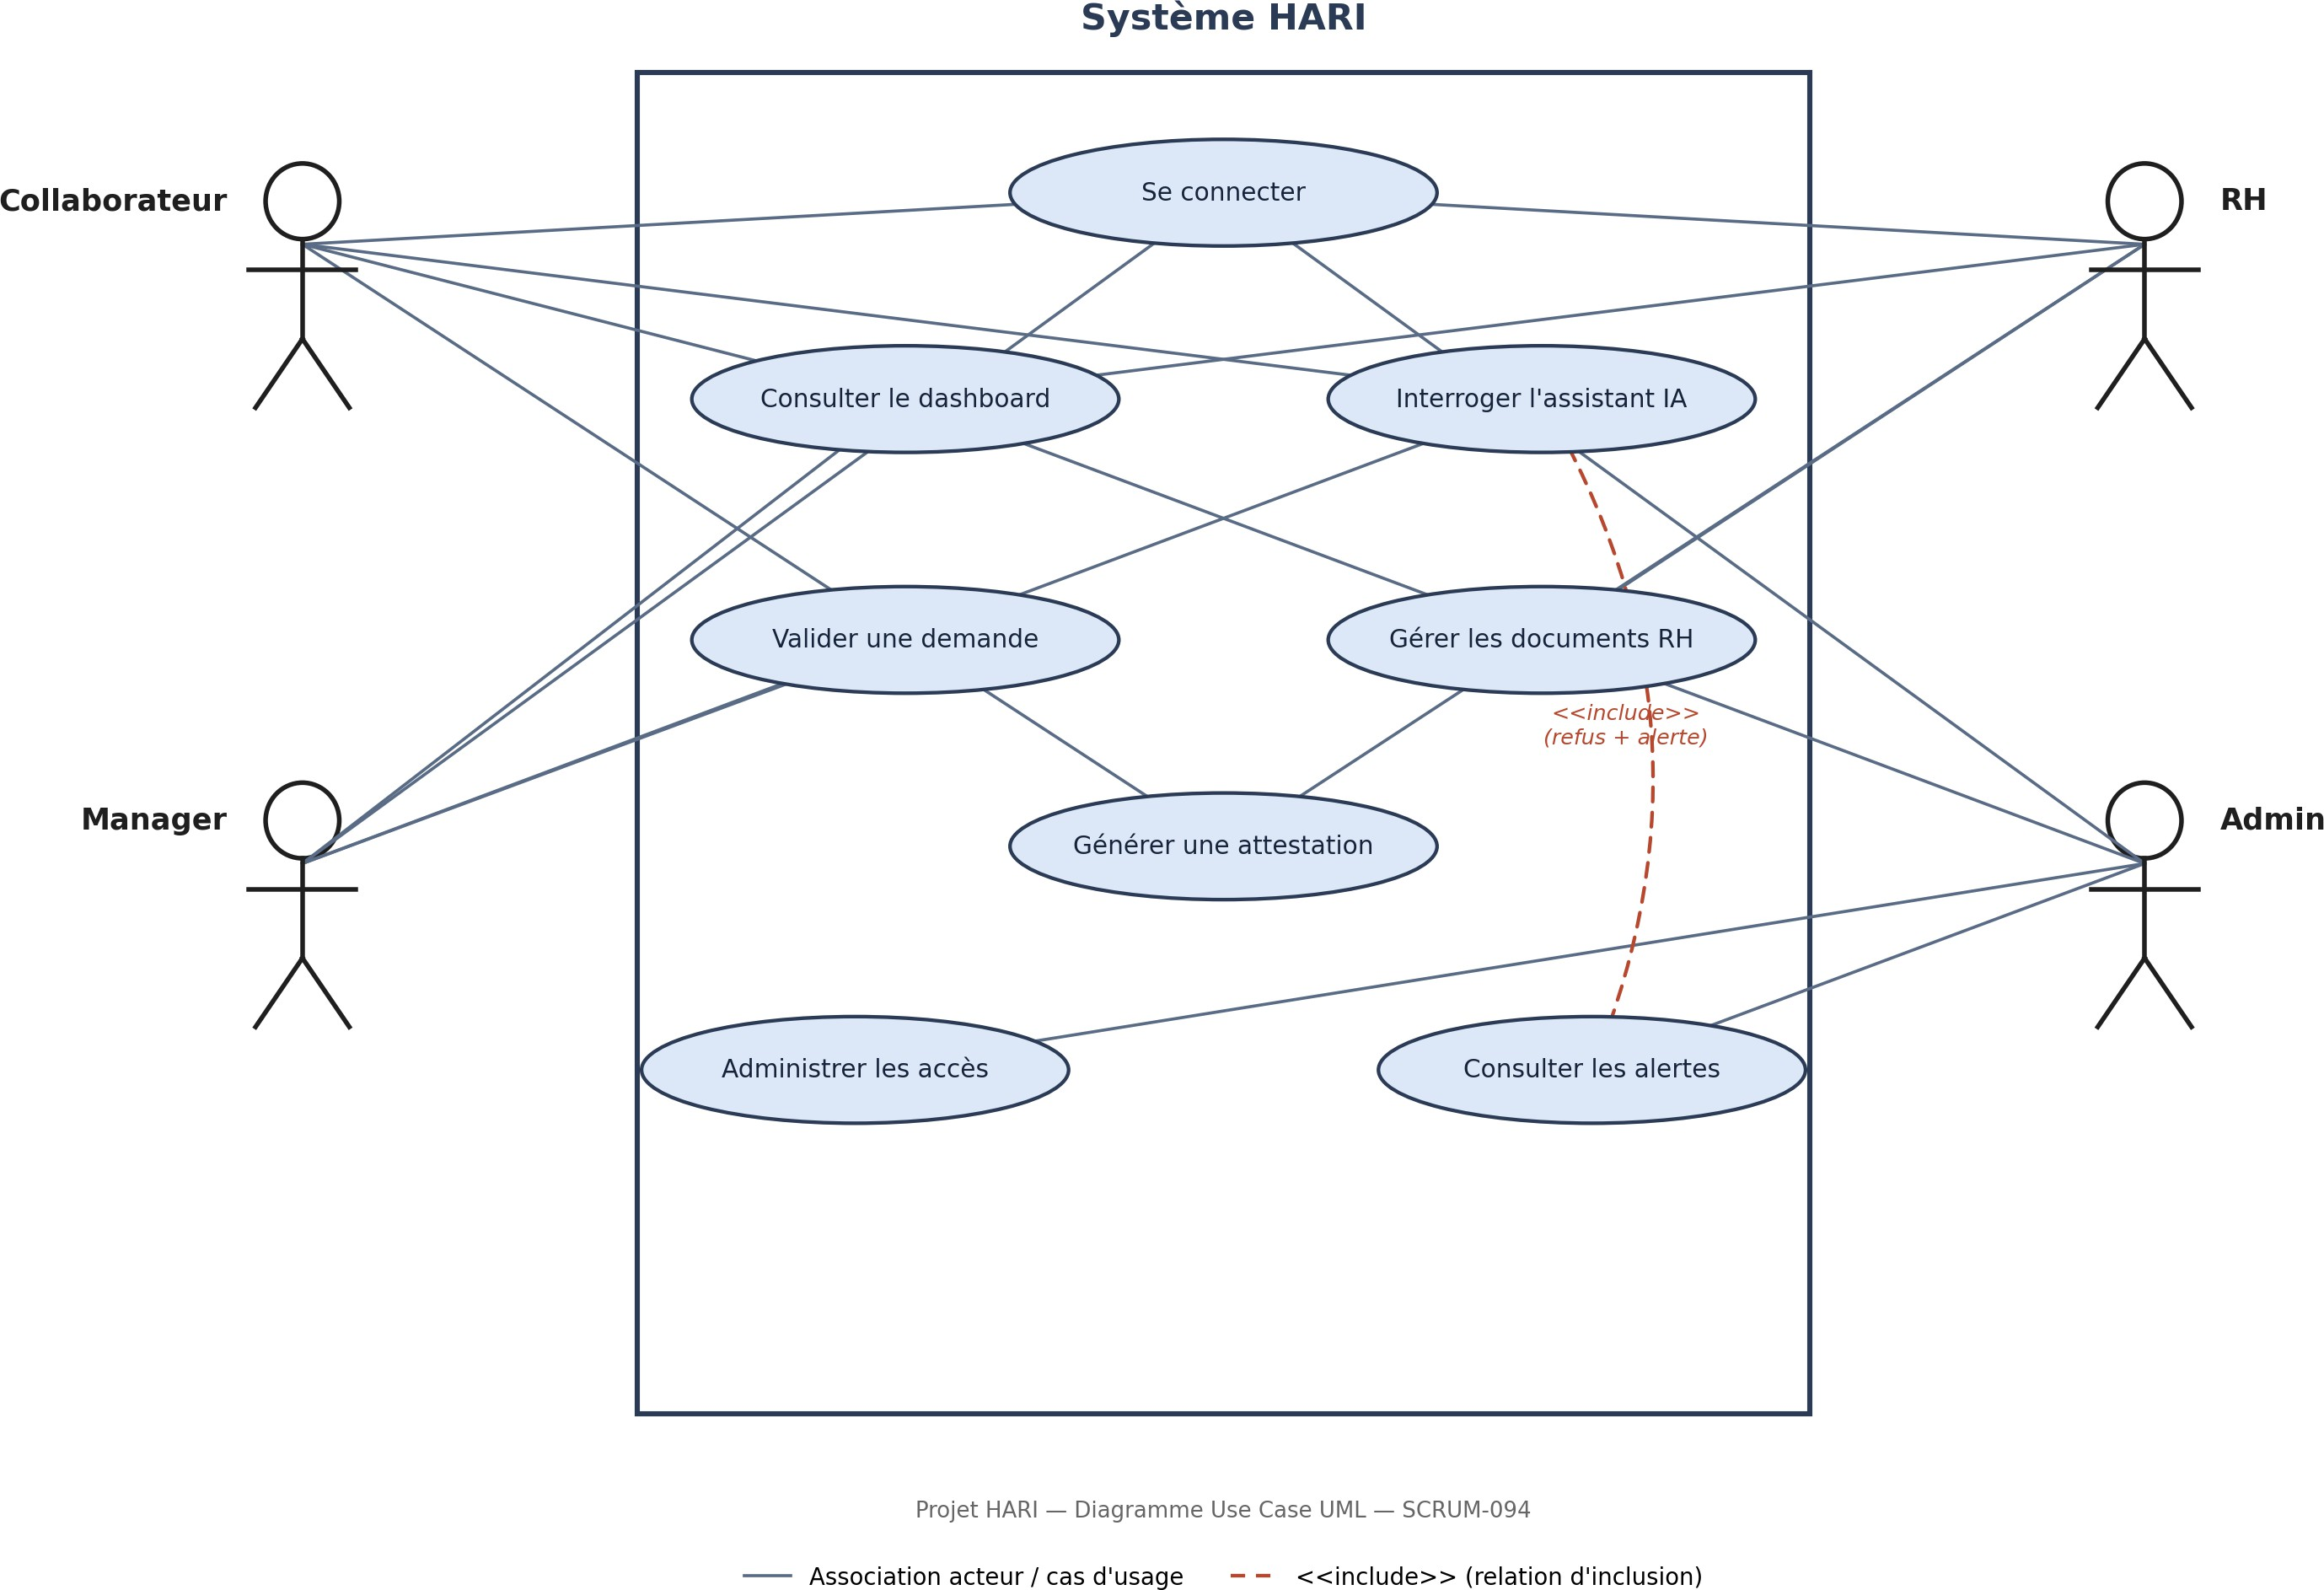 Système HARI
Collaborateur
RH
Se connecter
Consulter le dashboard
Interroger l'assistant IA
Valider une demande
Gérer les documents RH
<<include>>
(refus + alerte)
Manager
Admin
Générer une attestation
Administrer les accès
Consulter les alertes
Projet HARI — Diagramme Use Case UML — SCRUM-094
Association acteur / cas d'usage
<<include>> (relation d'inclusion)